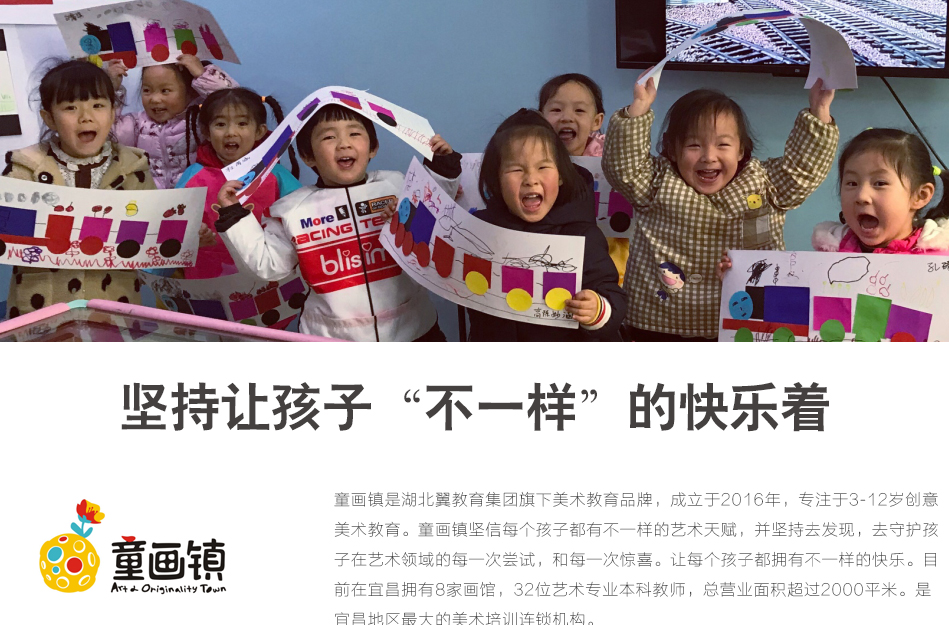 More
RACING TE
blisin
坚持让孩子“不一样”的快乐着
童画镇是湖北翼教育集团旗下美术教育品牌，成立于2016年，专注于3-12岁创意
美术教育。童画镇坚信每个孩子都有不一样的艺术天赋，并坚持去发现，去守护孩
子在艺术领域的每一次尝试，和每一次惊喜。让每个孩子都拥有不一样的快乐。目
前在宜昌拥有8家画馆，32位艺术专业本科教师，总营业面积超过2000平米。是
宜昌地区最大的美术培训连锁机构。
童画镇
Art & Originality Town